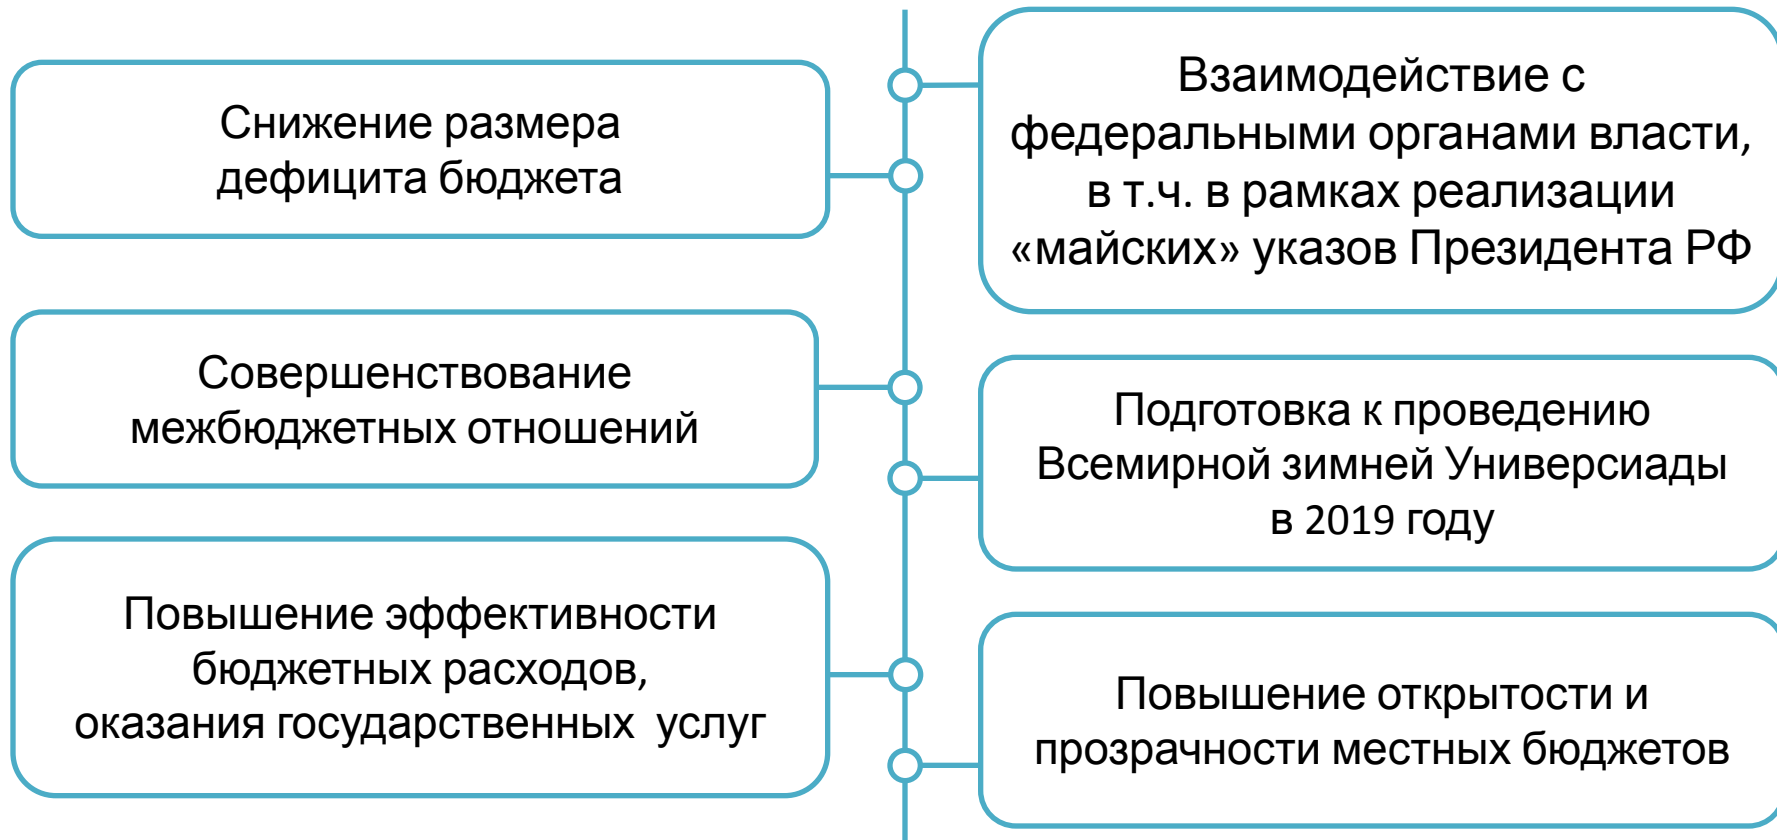 Снижение размера
дефицита бюджета
Совершенствование
межбюджетных отношений
Повышение эффективности
бюджетных расходов,
оказания государственных услуг
Взаимодействие с
федеральными органами власти,
в т.ч. в рамках реализации
«майских» указов Президента РФ
Подготовка к проведению
Всемирной зимней Универсиады
в 2019 году
Повышение открытости и
прозрачности местных бюджетов